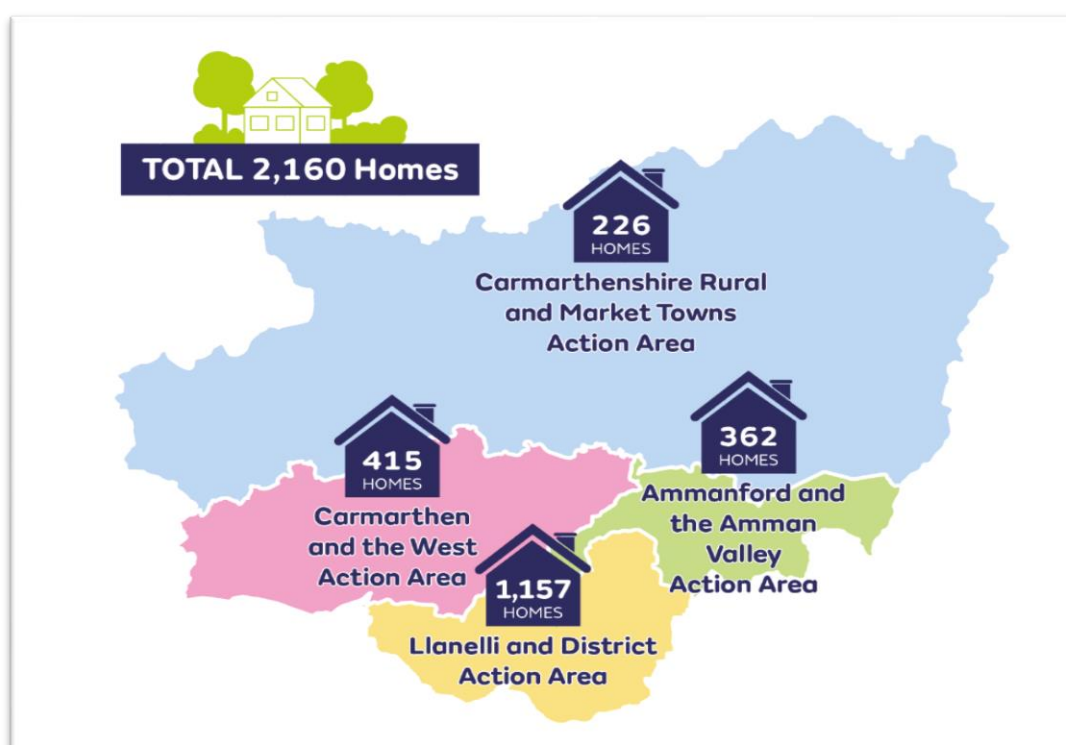 TOTAL 2,160 Homes
226
HOMES
Carmarthenshire Rural
and Market Towns
Action Area
415
HOMES
Carmarthen
and the West
Action Area
362
HOMES
Ammanford and
the Amman
Valley
Action Area
1,157
HOMES
Llanelli and District
Action Area